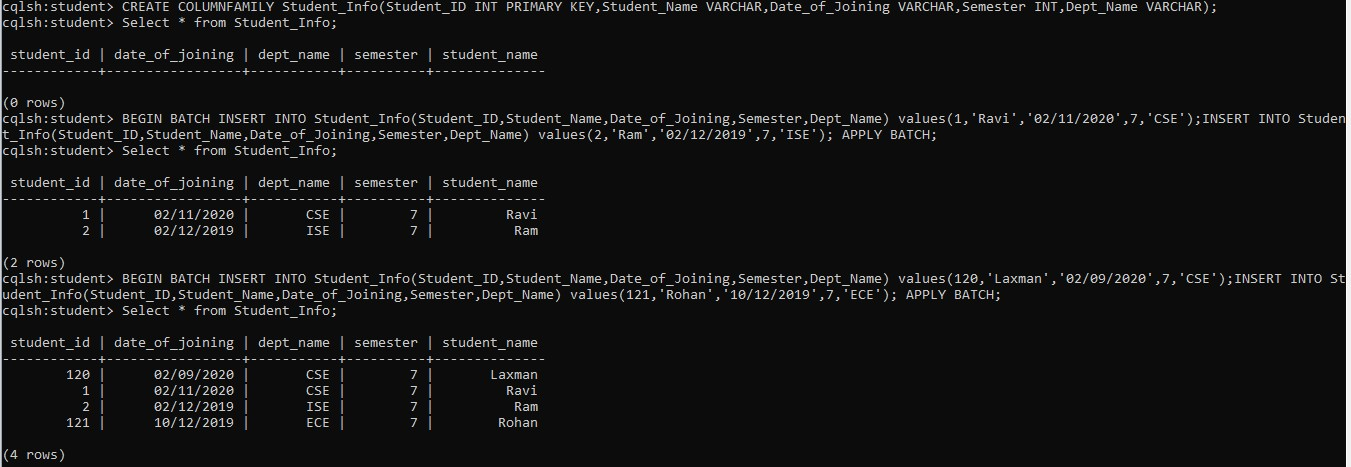 cqlsh:student> CREATE COLUMNFAMILY Student_Info(Student_ID INT PRIMARY KEY,Student_Name VARCHAR,Date_of_Joining VARCHAR,Semester INT,Dept_Name VARCHAR);
cqlsh:student> Select * from Student_Info;
student_id | date_of_joining | dept_name | semester | student_name
------------+-----------------+-----------+----------+--------------
(0 rows)
cqlsh:student> BEGIN BATCH INSERT INTO Student_Info(Student_ID,Student_Name,Date_of_Joining,Semester,Dept_Name) values(1,'Ravi','02/11/2020',7,'CSE');INSERT INTO Studen
t_Info(Student_ID,Student_Name,Date_of_Joining,Semester,Dept_Name) values(2,'Ram','02/12/2019',7,'ISE'); APPLY BATCH;
cqlsh:student> Select * from Student_Info;
student_id | date_of_joining | dept_name | semester | student_name
------------+-----------------+-----------+----------+--------------
1 | 02/11/2020 | CSE | 7 | Ravi
2 | 02/12/2019 | ISE | 7 | Ram
(2 rows)
cqlsh:student> BEGIN BATCH INSERT INTO Student_Info(Student_ID,Student_Name,Date_of_Joining,Semester,Dept_Name) values(120,'Laxman','02/09/2020',7,'CSE');INSERT INTO St
udent_Info(Student_ID,Student_Name,Date_of_Joining,Semester,Dept_Name) values(121,'Rohan','10/12/2019',7,'ECE'); APPLY BATCH;
cqlsh:student> Select * from Student_Info;
student_id | date_of_joining | dept_name | semester | student_name
------------+-----------------+-----------+----------+--------------
120 | 02/09/2020 | CSE | 7 | Laxman
1 | 02/11/2020 | CSE | 7 | Ravi
2 | 02/12/2019 | ISE | 7 | Ram
121 | 10/12/2019 | ECE | 7 | Rohan
(4 rows)